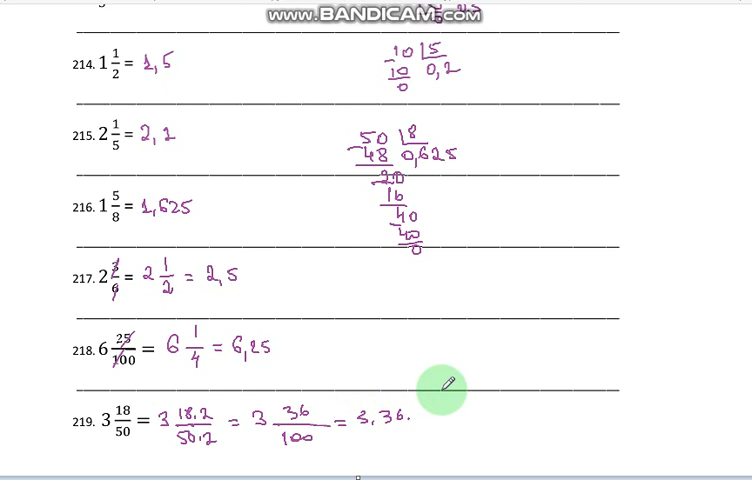 www.BANDICAM.com
214. 1 1/2 = 1,5
10 | 5
10 0,2
0
215. 2 1/5 = 2,1
50 | 8
- 48 0,625
20
16
40
- 40
0
216. 1 5/8 = 1,625
217. 2 3/6 = 2 1/2 = 2,5
218. 6 25/100 = 6 1/4 = 6,25
219. 3 18/50 = 3 18.2/50.2 = 3 36/100 = 3,36.